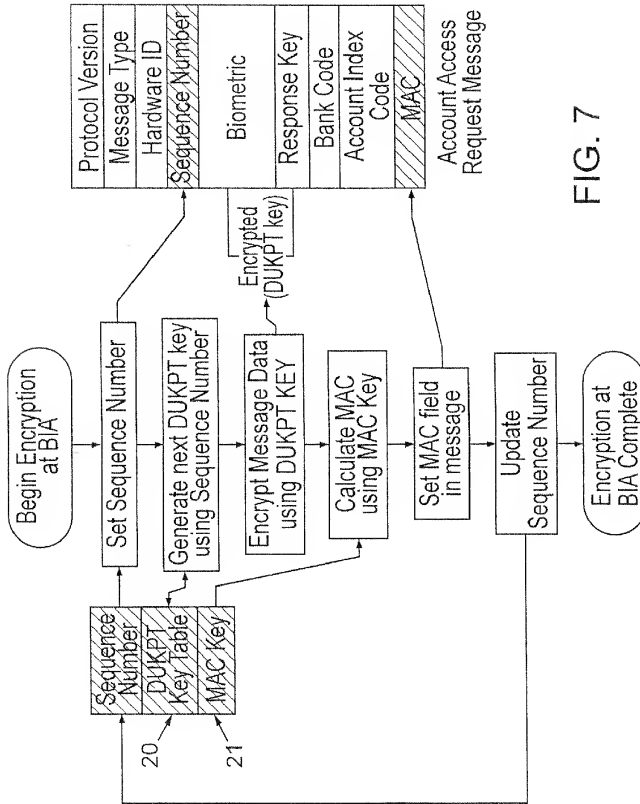 Begin Encryption
at BIA
Set Sequence Number
Generate next DUKPT key
using Sequence Number
Encrypt Message Data
using DUKPT KEY
Calculate MAC
using MAC Key
Set MAC field
in message
Update
Sequence Number
Encryption at
BIA Complete
Sequence
Number
DUKPT
Key Table
MAC Key
20
21
Encrypted
(DUKPT key)
Protocol Version
Message Type
Hardware ID
Sequence Number
Biometric
Response Key
Bank Code
Account Index
Code
MAC
Account Access
Request Message
FIG. 7